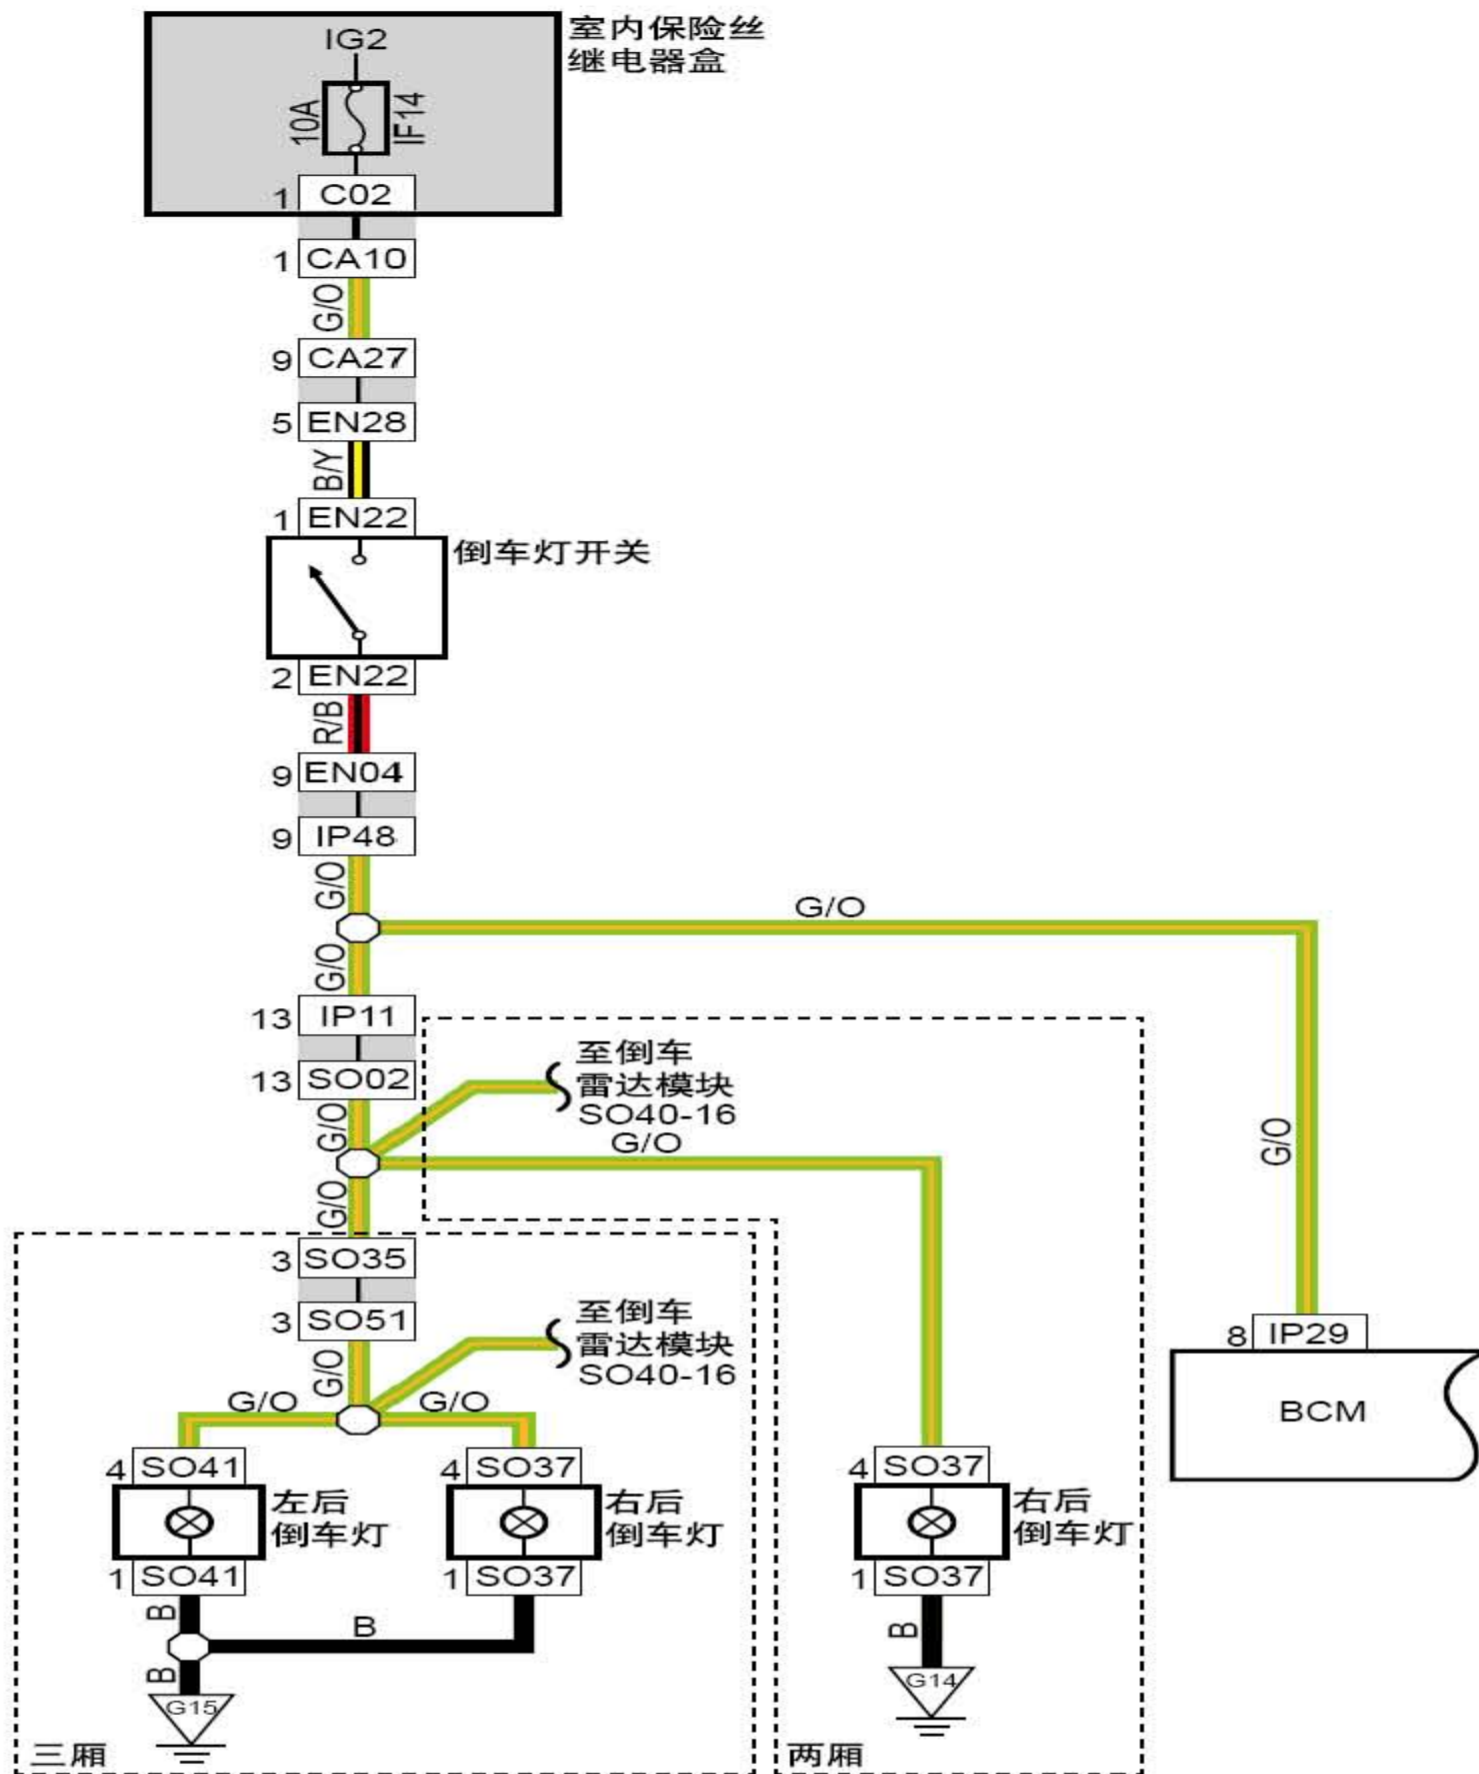 IG2
室内保险丝
继电器盒
10A
IF14
1 C02
1 CA10
G/O
9 CA27
5 EN28
B/Y
1 EN22
倒车灯开关
2 EN22
R/B
9 EN04
9 IP48
G/O
G/O
G/O
13 IP11
13 SO02
至倒车
雷达模块
SO40-16
G/O
G/O
G/O
G/O
3 SO35
3 SO51
至倒车
雷达模块
SO40-16
G/O
G/O
G/O
8 IP29
BCM
4 SO41
左后
倒车灯
1 SO41
4 SO37
右后
倒车灯
1 SO37
4 SO37
右后
倒车灯
1 SO37
B
B
B
B
G15
G14
三厢
两厢